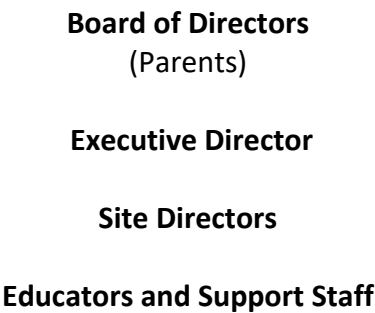 Board of Directors
(Parents)
Executive Director
Site Directors
Educators and Support Staff